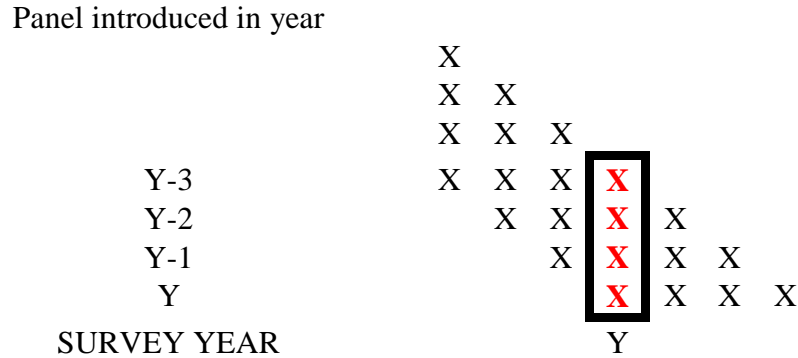 Panel introduced in year
X
X X
X X X
Y-3 X X X X
Y-2 X X X X
Y-1 X X X X
Y X X X X
SURVEY YEAR Y